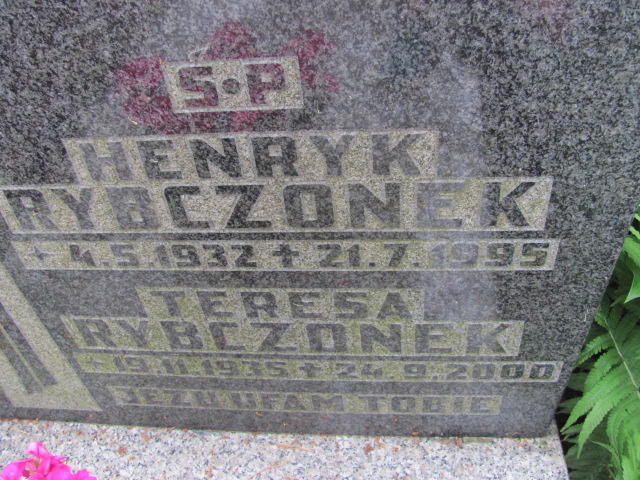 S•P
HENRYK
RYBCZONEK
* 4.5.1932 ✝ 21.7.1995
TERESA
RYBCZONEK
* 19.11.1935 ✝ 24.9.2000
JEZU UFAM TOBIE